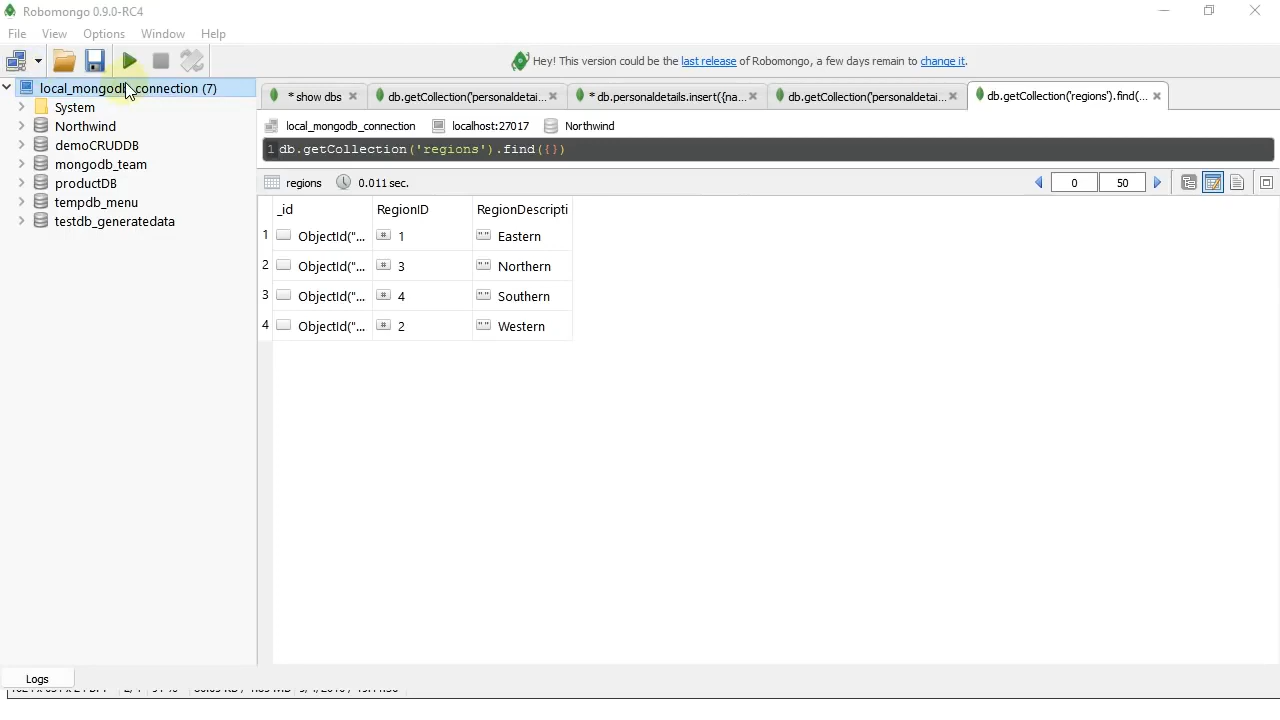 Robomongo 0.9.0-RC4
File View Options Window Help
Hey! This version could be the last release of Robomongo, a few days remain to change it.
local_mongodb_connection (7)
System
Northwind
demoCRUDDB
mongodb_team
productDB
tempdb_menu
testdb_generatedata
* show dbs
db.getCollection('personaldetai...
* db.personaldetails.insert({na...
db.getCollection('personaldetai...
db.getCollection('regions').find(...
local_mongodb_connection localhost:27017 Northwind
1 db.getCollection('regions').find({})
regions 0.011 sec.
0 50
_id RegionID RegionDescripti
1 ObjectId("... # 1 "" Eastern
2 ObjectId("... # 3 "" Northern
3 ObjectId("... # 4 "" Southern
4 ObjectId("... # 2 "" Western
Logs